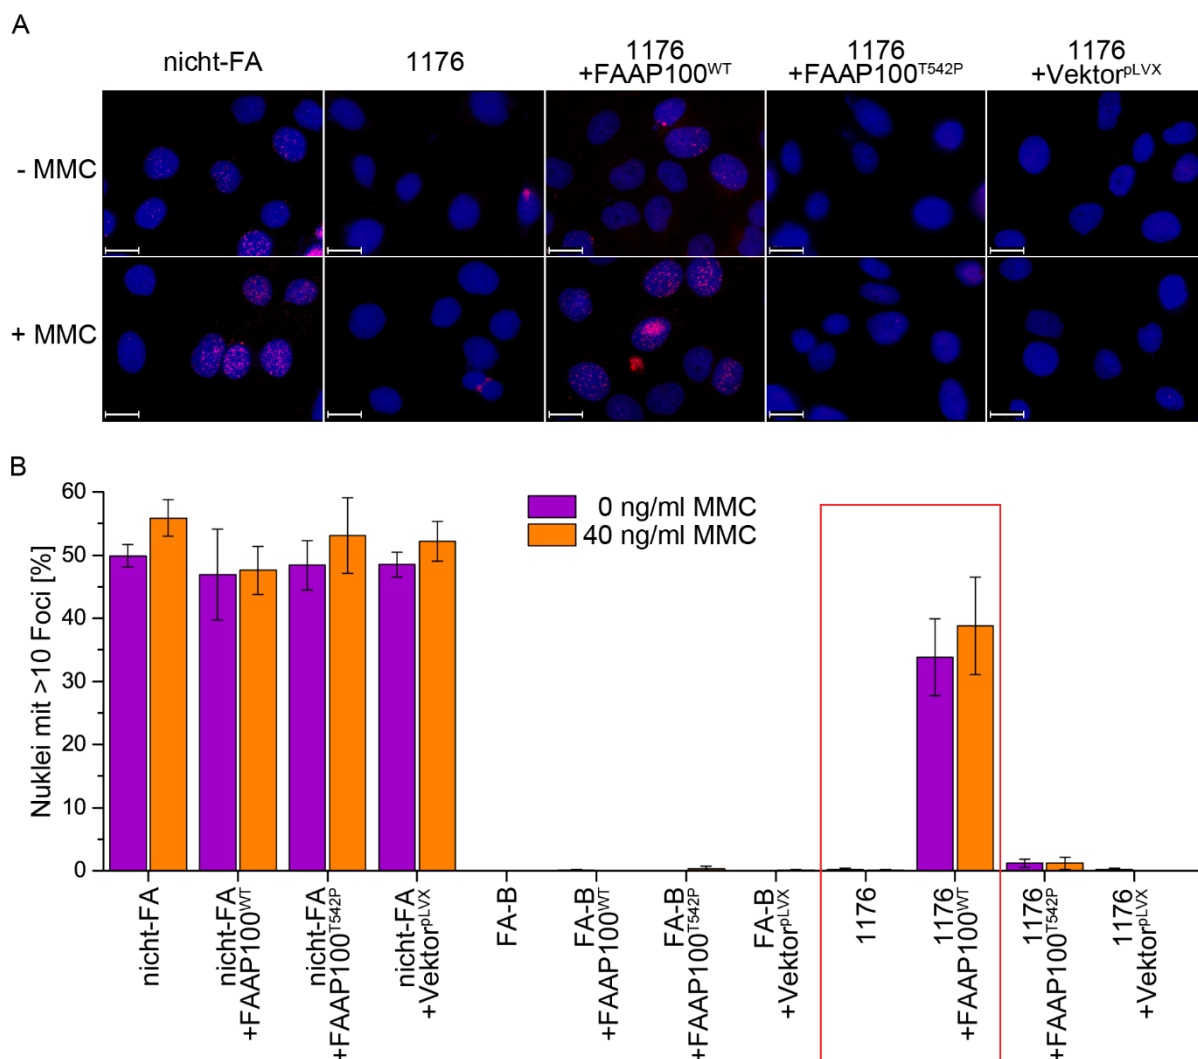 A
nicht-FA
1176
1176
+FAAP100WT
1176
+FAAP100T542P
1176
+VektorpLVX
- MMC
+ MMC
B
Nuklei mit >10 Foci [%]
60
50
40
30
20
10
0
0 ng/ml MMC
40 ng/ml MMC
nicht-FA
nicht-FA
+FAAP100WT
nicht-FA
+FAAP100T542P
nicht-FA
+VektorpLVX
FA-B
FA-B
+FAAP100WT
FA-B
+FAAP100T542P
FA-B
+VektorpLVX
1176
1176
+FAAP100WT
1176
+FAAP100T542P
1176
+VektorpLVX